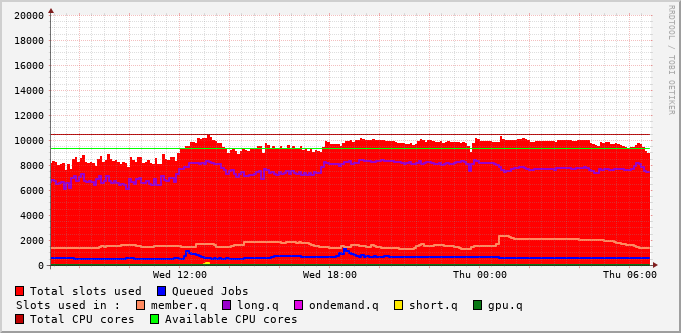 RRDTOOL / TOBI OETIKER
20000
18000
16000
14000
12000
10000
8000
6000
4000
2000
0
Wed 12:00 Wed 18:00 Thu 00:00 Thu 06:00
Total slots used Queued Jobs
Slots used in : member.q long.q ondemand.q short.q gpu.q
Total CPU cores Available CPU cores